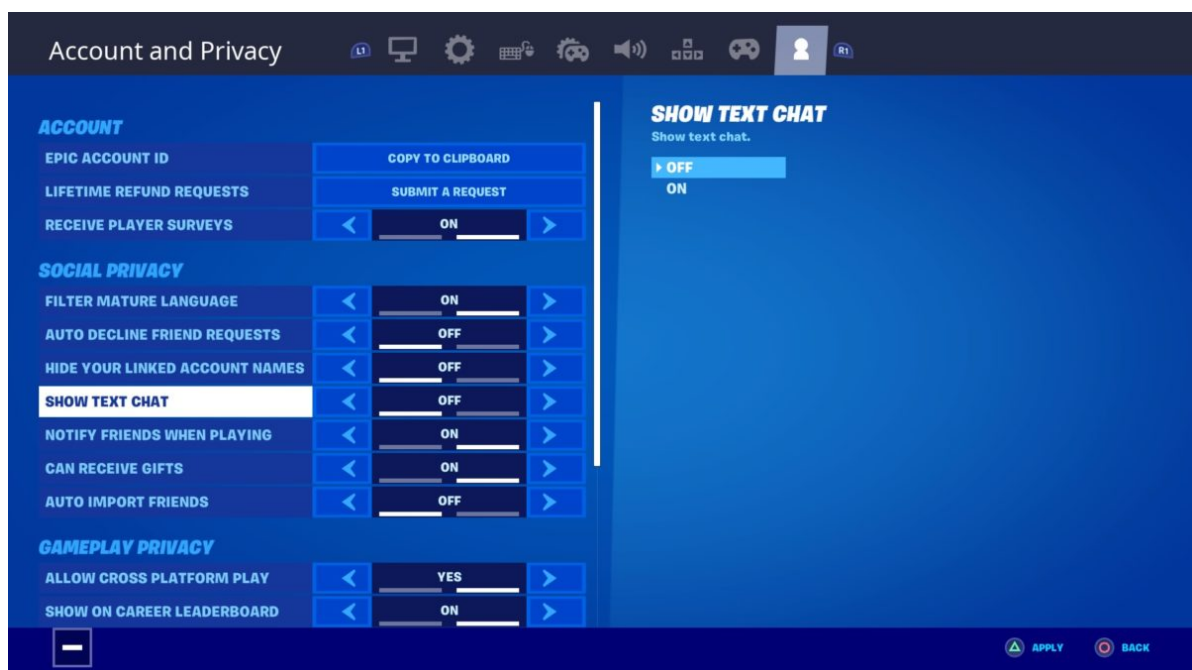 Account and Privacy L1 R1
ACCOUNT
EPIC ACCOUNT ID COPY TO CLIPBOARD
LIFETIME REFUND REQUESTS SUBMIT A REQUEST
RECEIVE PLAYER SURVEYS ON
SOCIAL PRIVACY
FILTER MATURE LANGUAGE ON
AUTO DECLINE FRIEND REQUESTS OFF
HIDE YOUR LINKED ACCOUNT NAMES OFF
SHOW TEXT CHAT OFF
NOTIFY FRIENDS WHEN PLAYING ON
CAN RECEIVE GIFTS ON
AUTO IMPORT FRIENDS OFF
GAMEPLAY PRIVACY
ALLOW CROSS PLATFORM PLAY YES
SHOW ON CAREER LEADERBOARD ON
SHOW TEXT CHAT
Show text chat.
OFF
ON
APPLY BACK